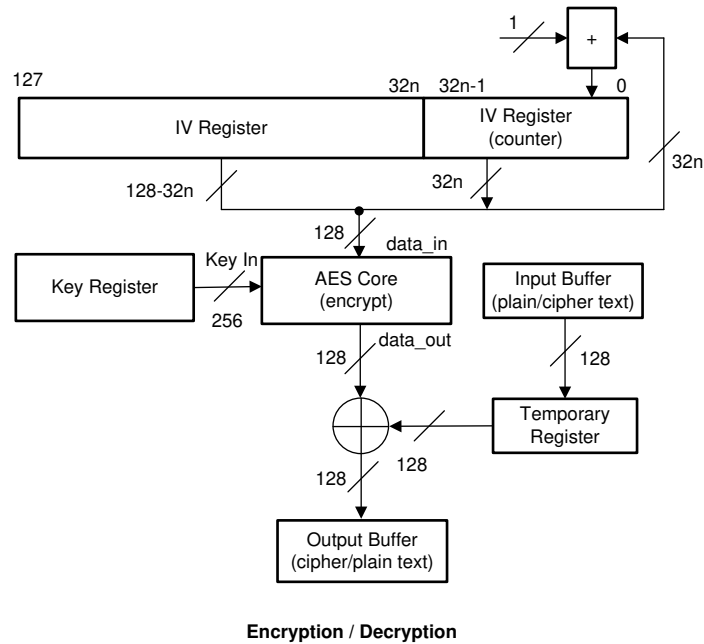 1
+
127
32n
32n-1
0
IV Register
IV Register
(counter)
128-32n
32n
32n
128
data_in
Key In
Key Register
AES Core
(encrypt)
Input Buffer
(plain/cipher text)
256
128
data_out
128
Temporary
Register
128
128
Output Buffer
(cipher/plain text)
Encryption / Decryption